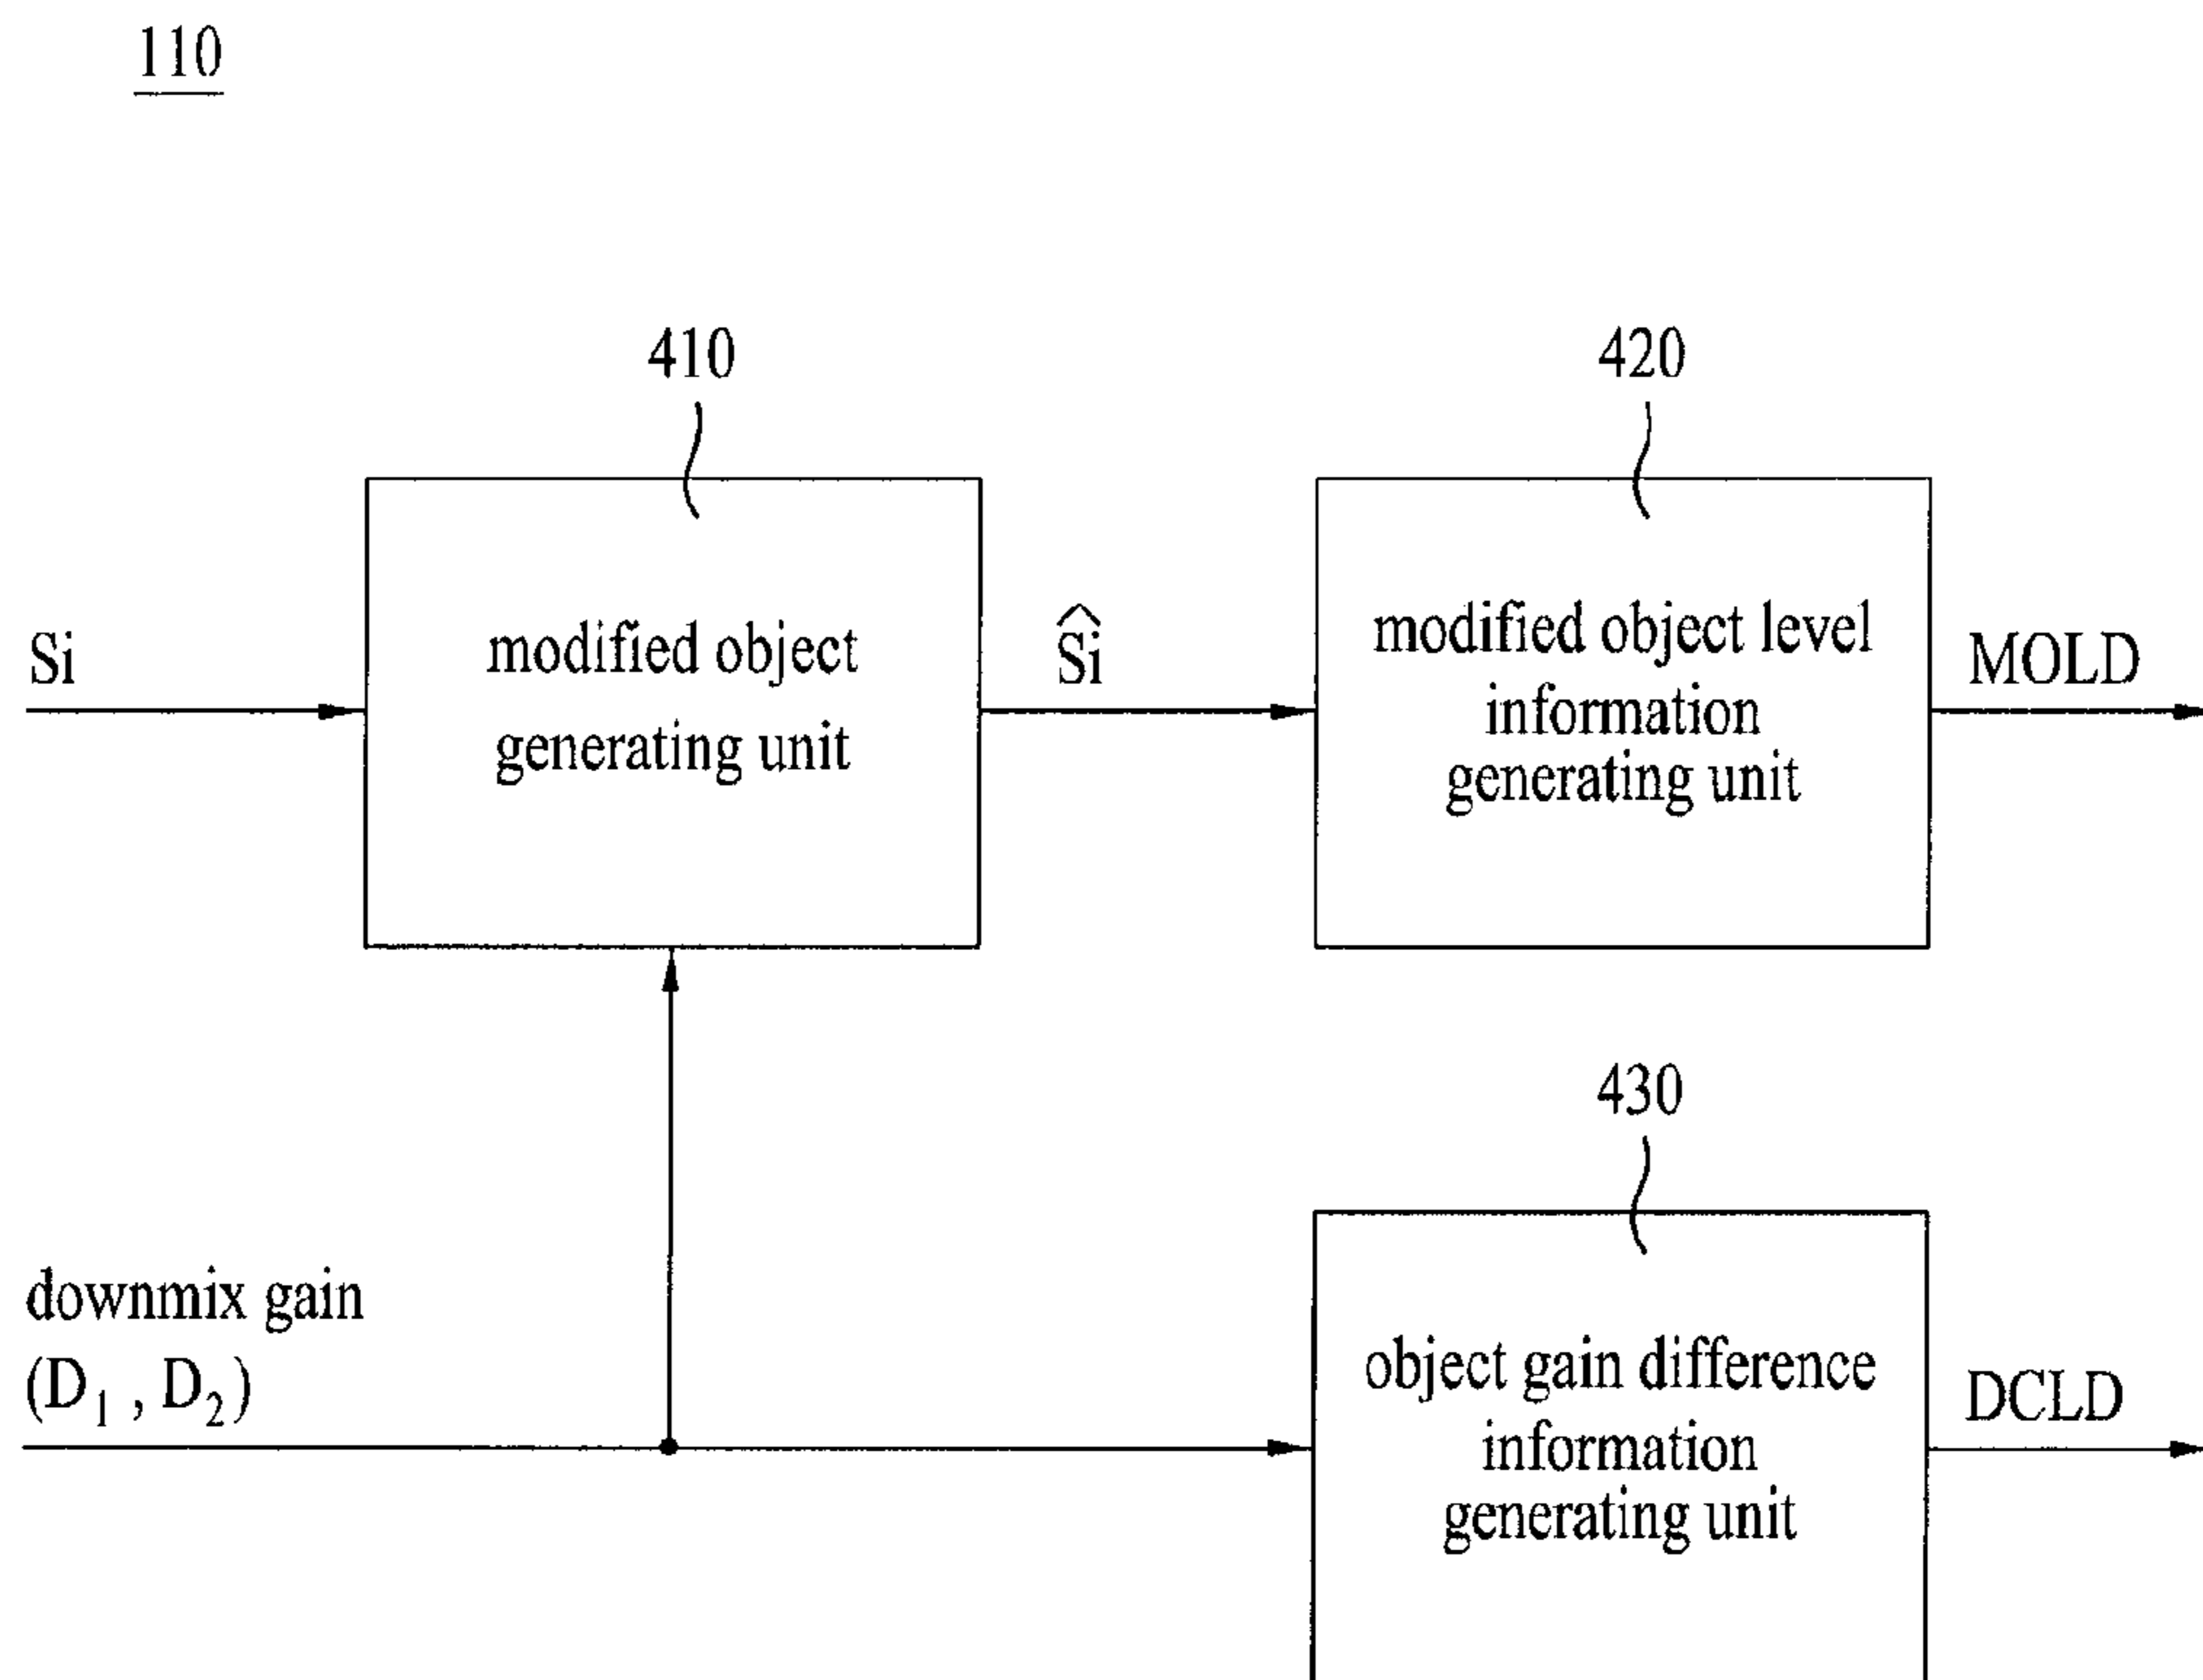 110
410
420
Si
modified object
generating unit
Ŝi
modified object level
information
generating unit
MOLD
430
downmix gain
(D₁ , D₂)
object gain difference
information
generating unit
DCLD